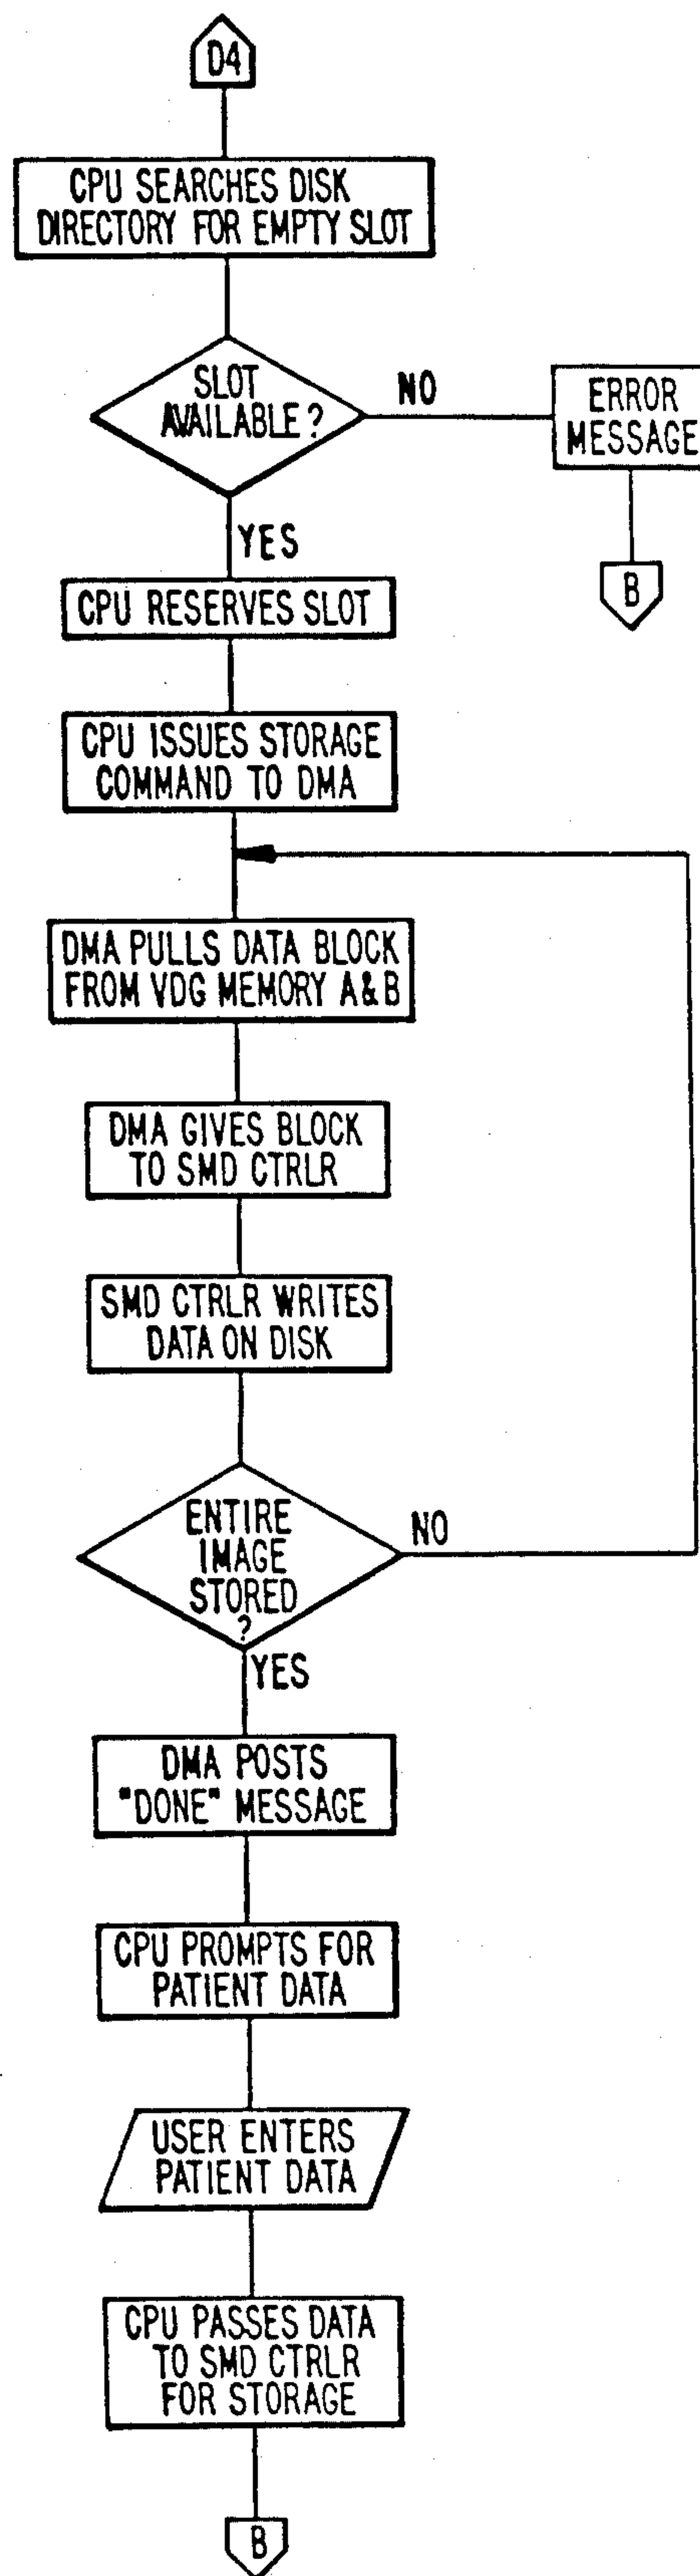 D4
CPU SEARCHES DISK
DIRECTORY FOR EMPTY SLOT
SLOT
AVAILABLE?
NO
ERROR
MESSAGE
B
YES
CPU RESERVES SLOT
CPU ISSUES STORAGE
COMMAND TO DMA
DMA PULLS DATA BLOCK
FROM VDG MEMORY A&B
DMA GIVES BLOCK
TO SMD CTRLR
SMD CTRLR WRITES
DATA ON DISK
ENTIRE
IMAGE
STORED
?
NO
YES
DMA POSTS
"DONE" MESSAGE
CPU PROMPTS FOR
PATIENT DATA
USER ENTERS
PATIENT DATA
CPU PASSES DATA
TO SMD CTRLR
FOR STORAGE
B